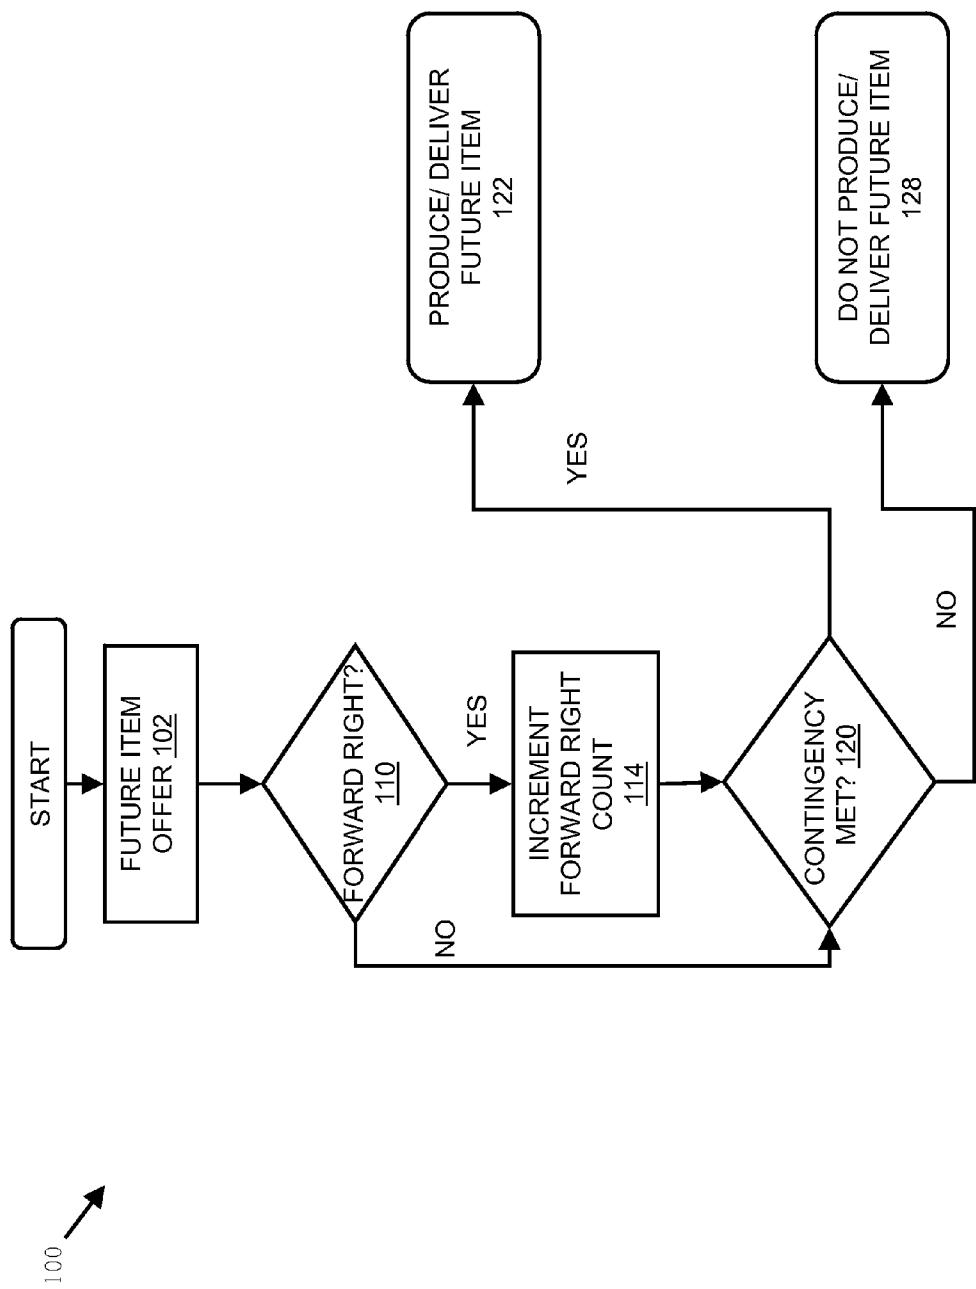 100
START
FUTURE ITEM
OFFER 102
FORWARD RIGHT?
110
YES
NO
INCREMENT
FORWARD RIGHT
COUNT
114
CONTINGENCY
MET? 120
YES
NO
PRODUCE/ DELIVER
FUTURE ITEM
122
DO NOT PRODUCE/
DELIVER FUTURE ITEM
128